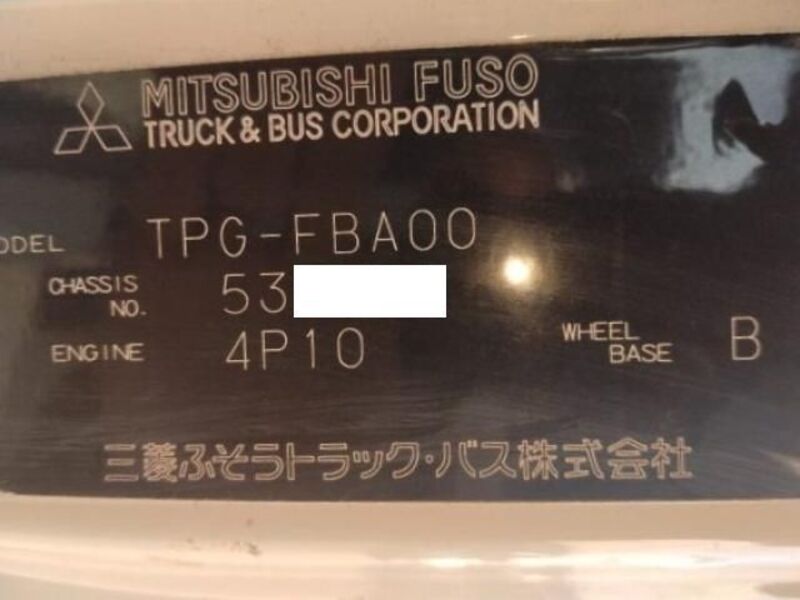 MITSUBISHI FUSO
TRUCK & BUS CORPORATION
ODEL TPG-FBA00
CHASSIS NO. 53
ENGINE 4P10
WHEEL BASE B
三菱ふそうトラック・バス株式会社